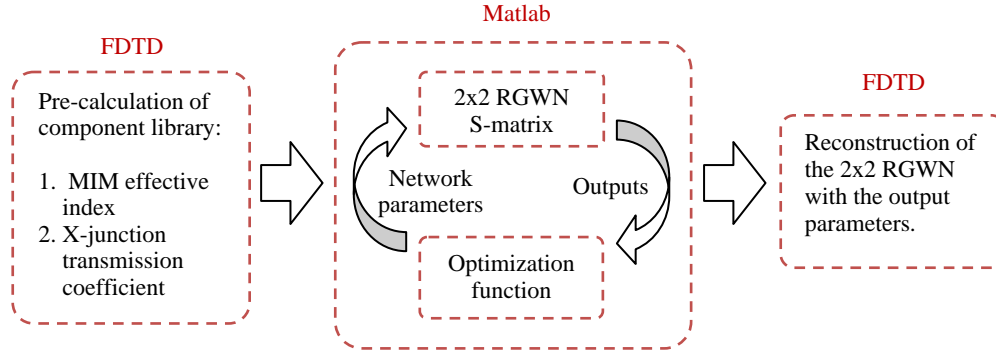 FDTD
Pre-calculation of
component library:
1. MIM effective
index
2. X-junction
transmission
coefficient
Matlab
2x2 RGWN
S-matrix
Network
parameters
Outputs
Optimization
function
FDTD
Reconstruction of
the 2x2 RGWN
with the output
parameters.